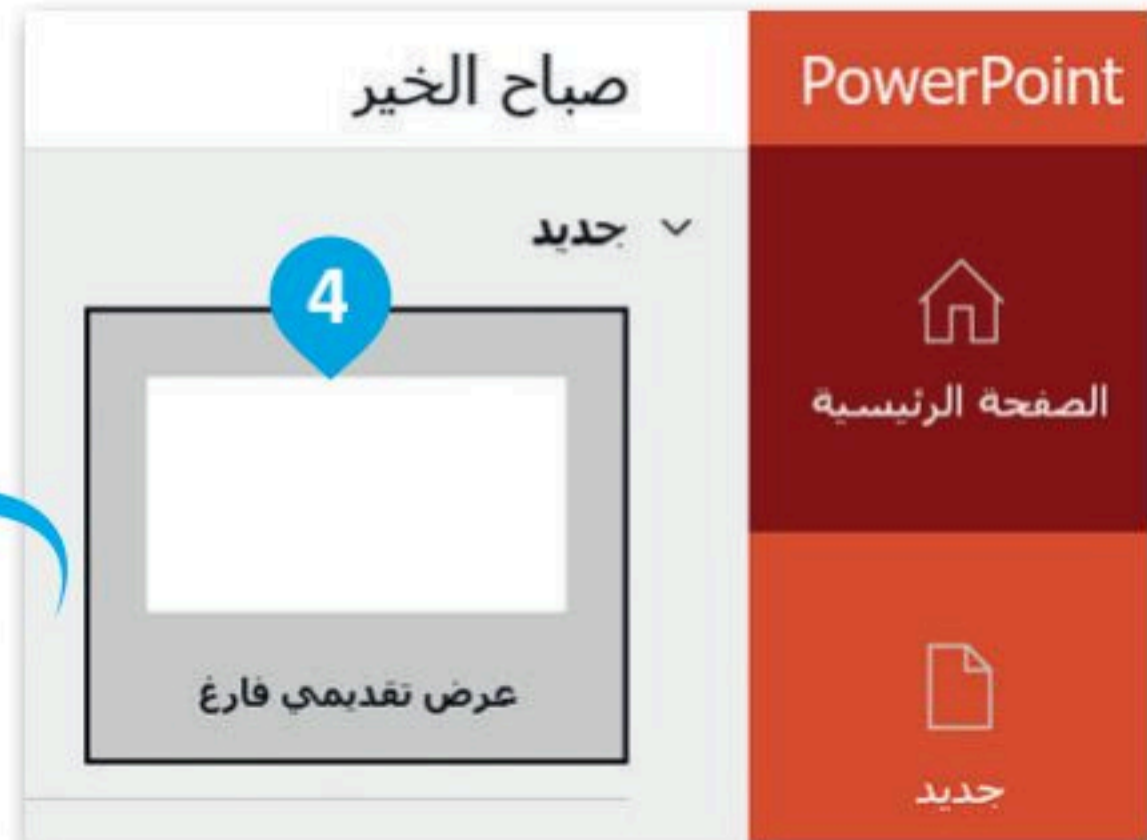 PowerPoint
صباح الخير
الصفحة الرئيسية
جديد
جديد
4
عرض تقديمي فارغ